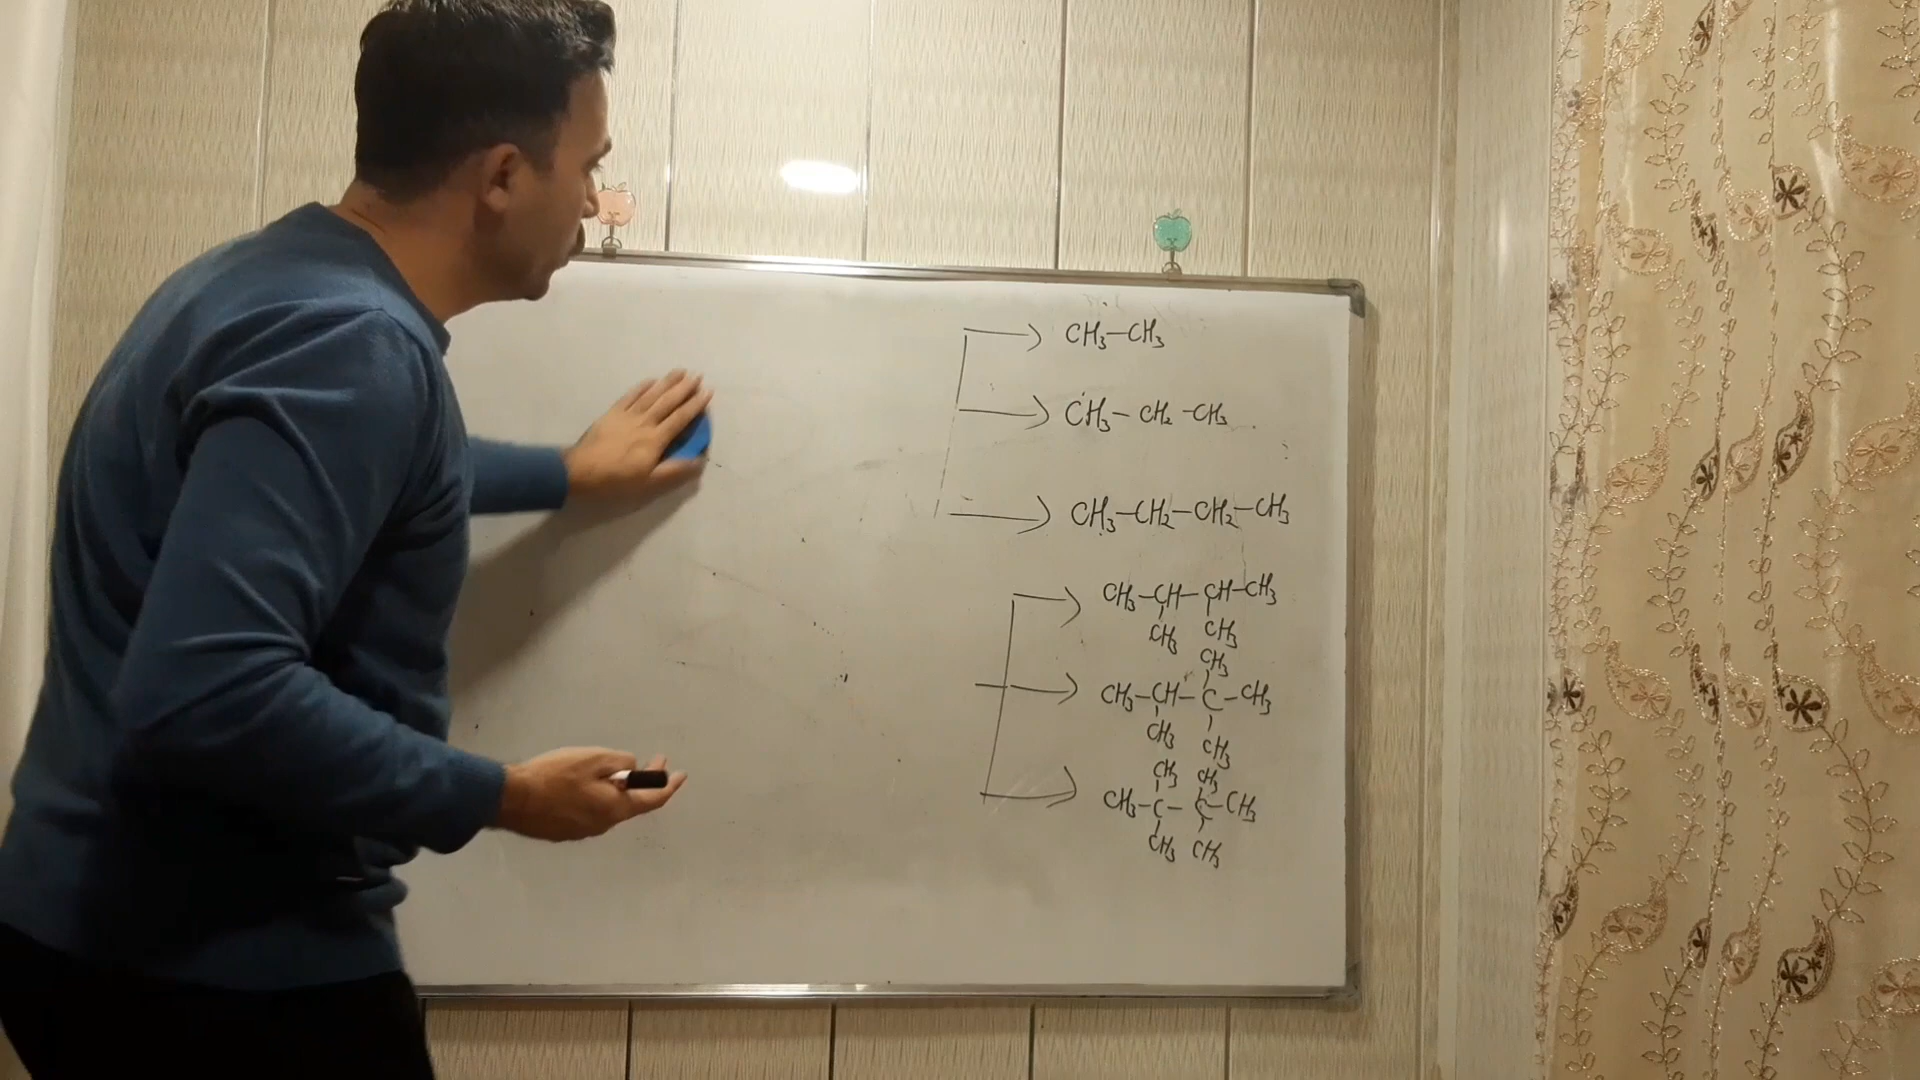 CH₃—CH₃
CH₃—CH₂—CH₃
CH₃—CH₂—CH₂—CH₃
CH₃—CH—CH—CH₃
CH₃ CH₃
CH₃
CH₃—CH—C—CH₃
CH₃ CH₃
CH₃ CH₃
CH₃—C—C—CH₃
CH₃ CH₃